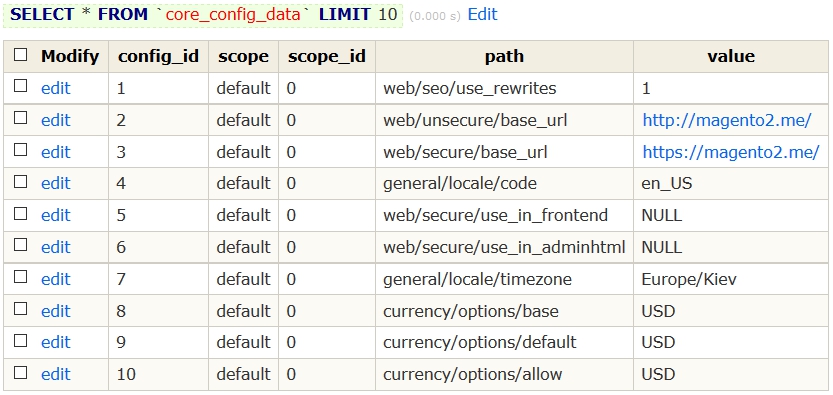 SELECT * FROM `core_config_data` LIMIT 10 (0.000 s) Edit
Modify config_id scope scope_id path value
edit 1 default 0 web/seo/use_rewrites 1
edit 2 default 0 web/unsecure/base_url http://magento2.me/
edit 3 default 0 web/secure/base_url https://magento2.me/
edit 4 default 0 general/locale/code en_US
edit 5 default 0 web/secure/use_in_frontend NULL
edit 6 default 0 web/secure/use_in_adminhtml NULL
edit 7 default 0 general/locale/timezone Europe/Kiev
edit 8 default 0 currency/options/base USD
edit 9 default 0 currency/options/default USD
edit 10 default 0 currency/options/allow USD